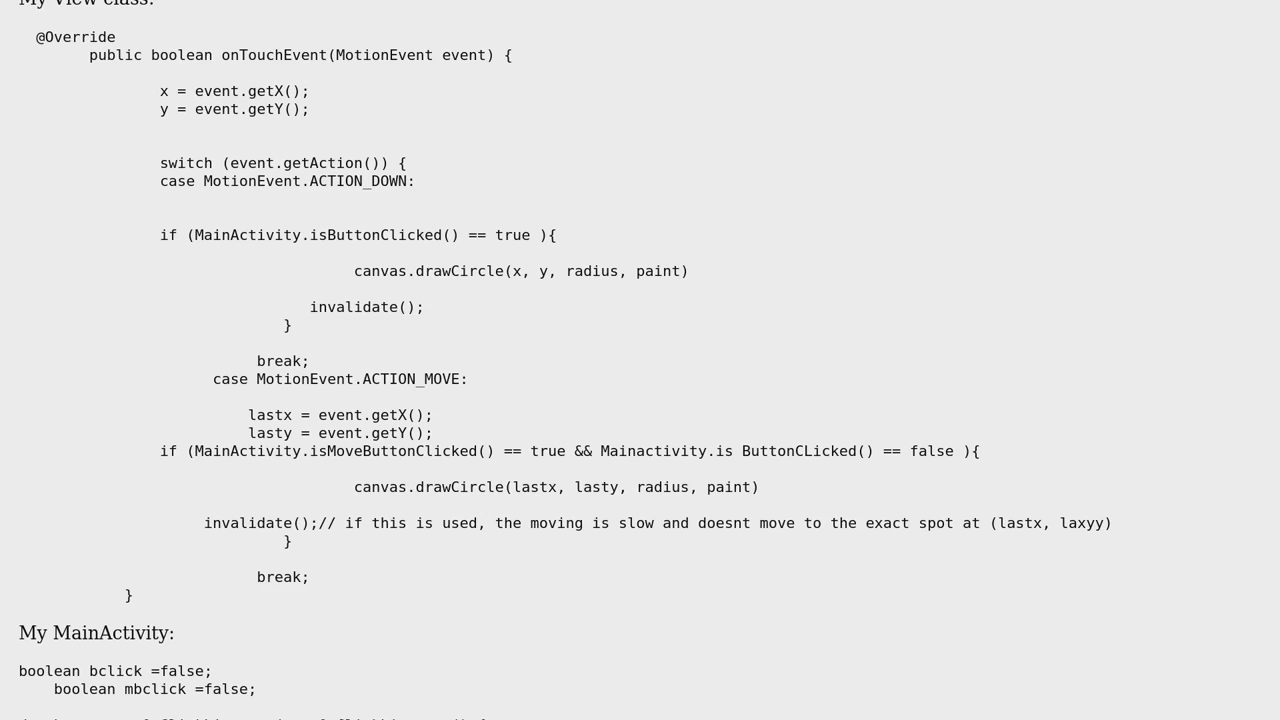 My View class:
@Override
public boolean onTouchEvent(MotionEvent event) {
x = event.getX();
y = event.getY();
switch (event.getAction()) {
case MotionEvent.ACTION_DOWN:
if (MainActivity.isButtonClicked() == true ){
canvas.drawCircle(x, y, radius, paint)
invalidate();
}
break;
case MotionEvent.ACTION_MOVE:
lastx = event.getX();
lasty = event.getY();
if (MainActivity.isMoveButtonClicked() == true && Mainactivity.is ButtonCLicked() == false ){
canvas.drawCircle(lastx, lasty, radius, paint)
invalidate();// if this is used, the moving is slow and doesnt move to the exact spot at (lastx, laxyy)
}
break;
}
My MainActivity:
boolean bclick =false;
boolean mbclick =false;